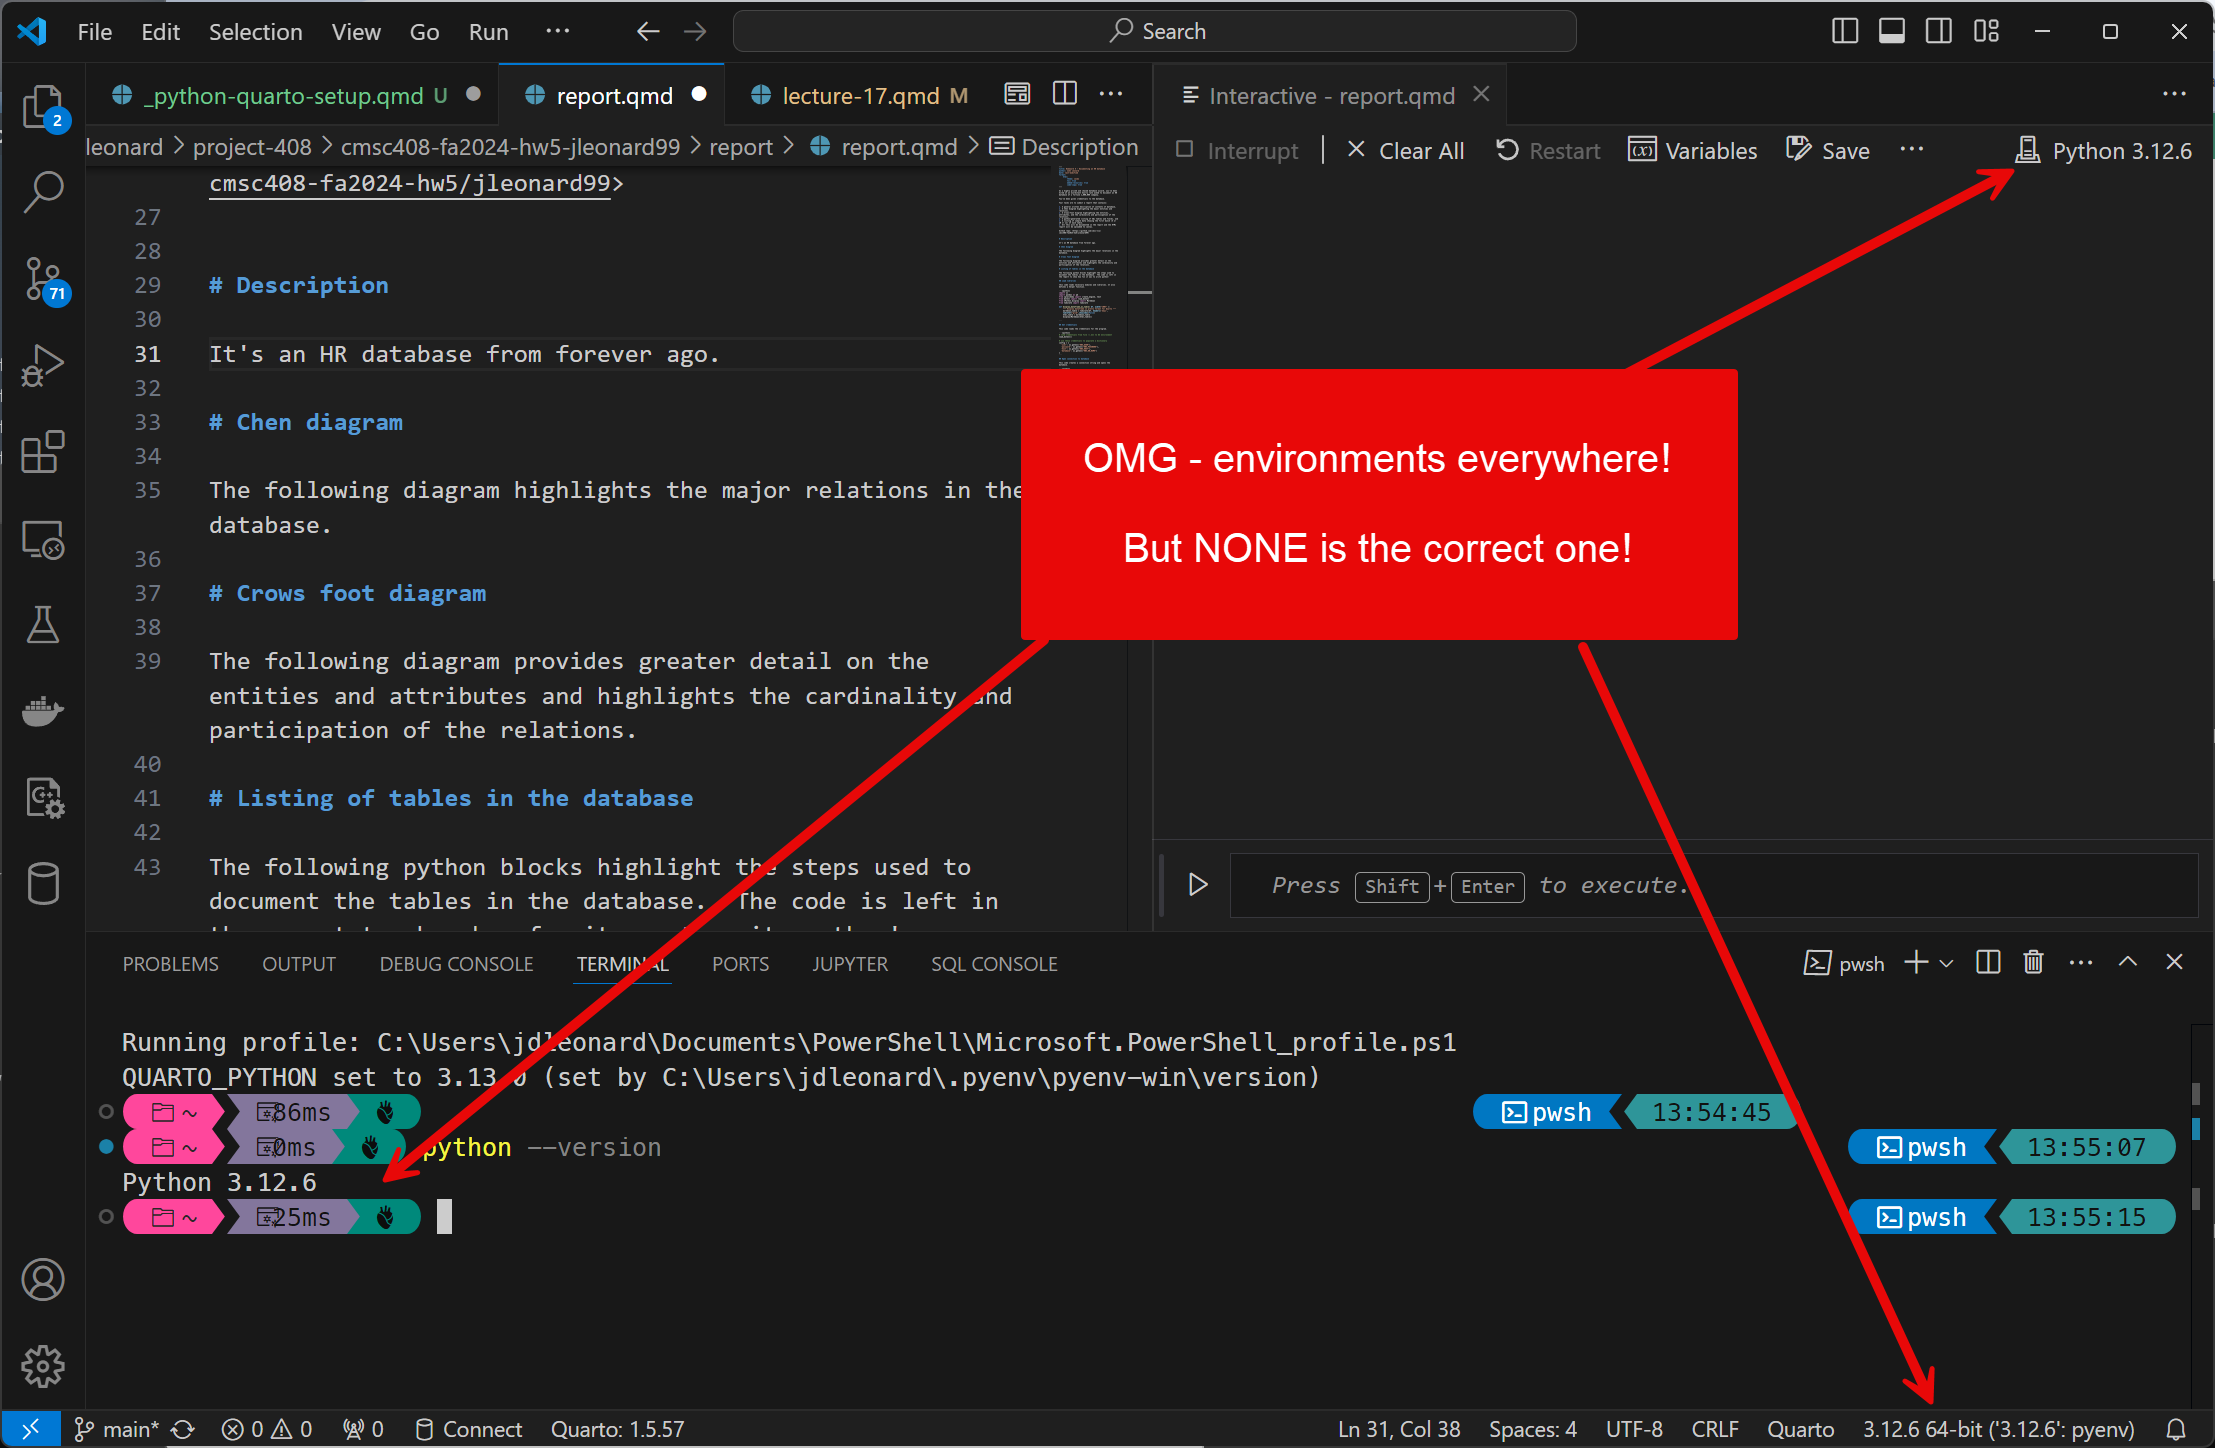 File Edit Selection View Go Run ··· Search
_python-quarto-setup.qmd U report.qmd lecture-17.qmd M ···
Interactive - report.qmd ···
leonard > project-408 > cmsc408-fa2024-hw5-jleonard99 > report > report.qmd > Description
Interrupt | Clear All Restart Variables Save ··· Python 3.12.6
2
71
cmsc408-fa2024-hw5/jleonard99>
27
28
29 # Description
30
31 It's an HR database from forever ago.
32
33 # Chen diagram
34
35 The following diagram highlights the major relations in the
database.
36
37 # Crows foot diagram
38
39 The following diagram provides greater detail on the
entities and attributes and highlights the cardinality and
participation of the relations.
40
41 # Listing of tables in the database
42
43 The following python blocks highlight the steps used to
document the tables in the database. The code is left in
OMG - environments everywhere!
But NONE is the correct one!
Press Shift+Enter to execute.
PROBLEMS OUTPUT DEBUG CONSOLE TERMINAL PORTS JUPYTER SQL CONSOLE pwsh ···
Running profile: C:\Users\jdleonard\Documents\PowerShell\Microsoft.PowerShell_profile.ps1
QUARTO_PYTHON set to 3.13.0 (set by C:\Users\jdleonard\.pyenv\pyenv-win\version)
~ 86ms pwsh 13:54:45
~ 0ms python --version pwsh 13:55:07
Python 3.12.6
~ 25ms pwsh 13:55:15
main* 0 0 0 Connect Quarto: 1.5.57 Ln 31, Col 38 Spaces: 4 UTF-8 CRLF Quarto 3.12.6 64-bit ('3.12.6': pyenv)